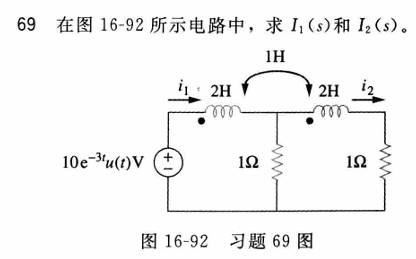 69 在图 16-92 所示电路中，求 I₁(s)和 I₂(s)。
1H
i₁ 2H 2H i₂
10e⁻³ᵗu(t)V + − 1Ω 1Ω
图 16-92 习题 69 图